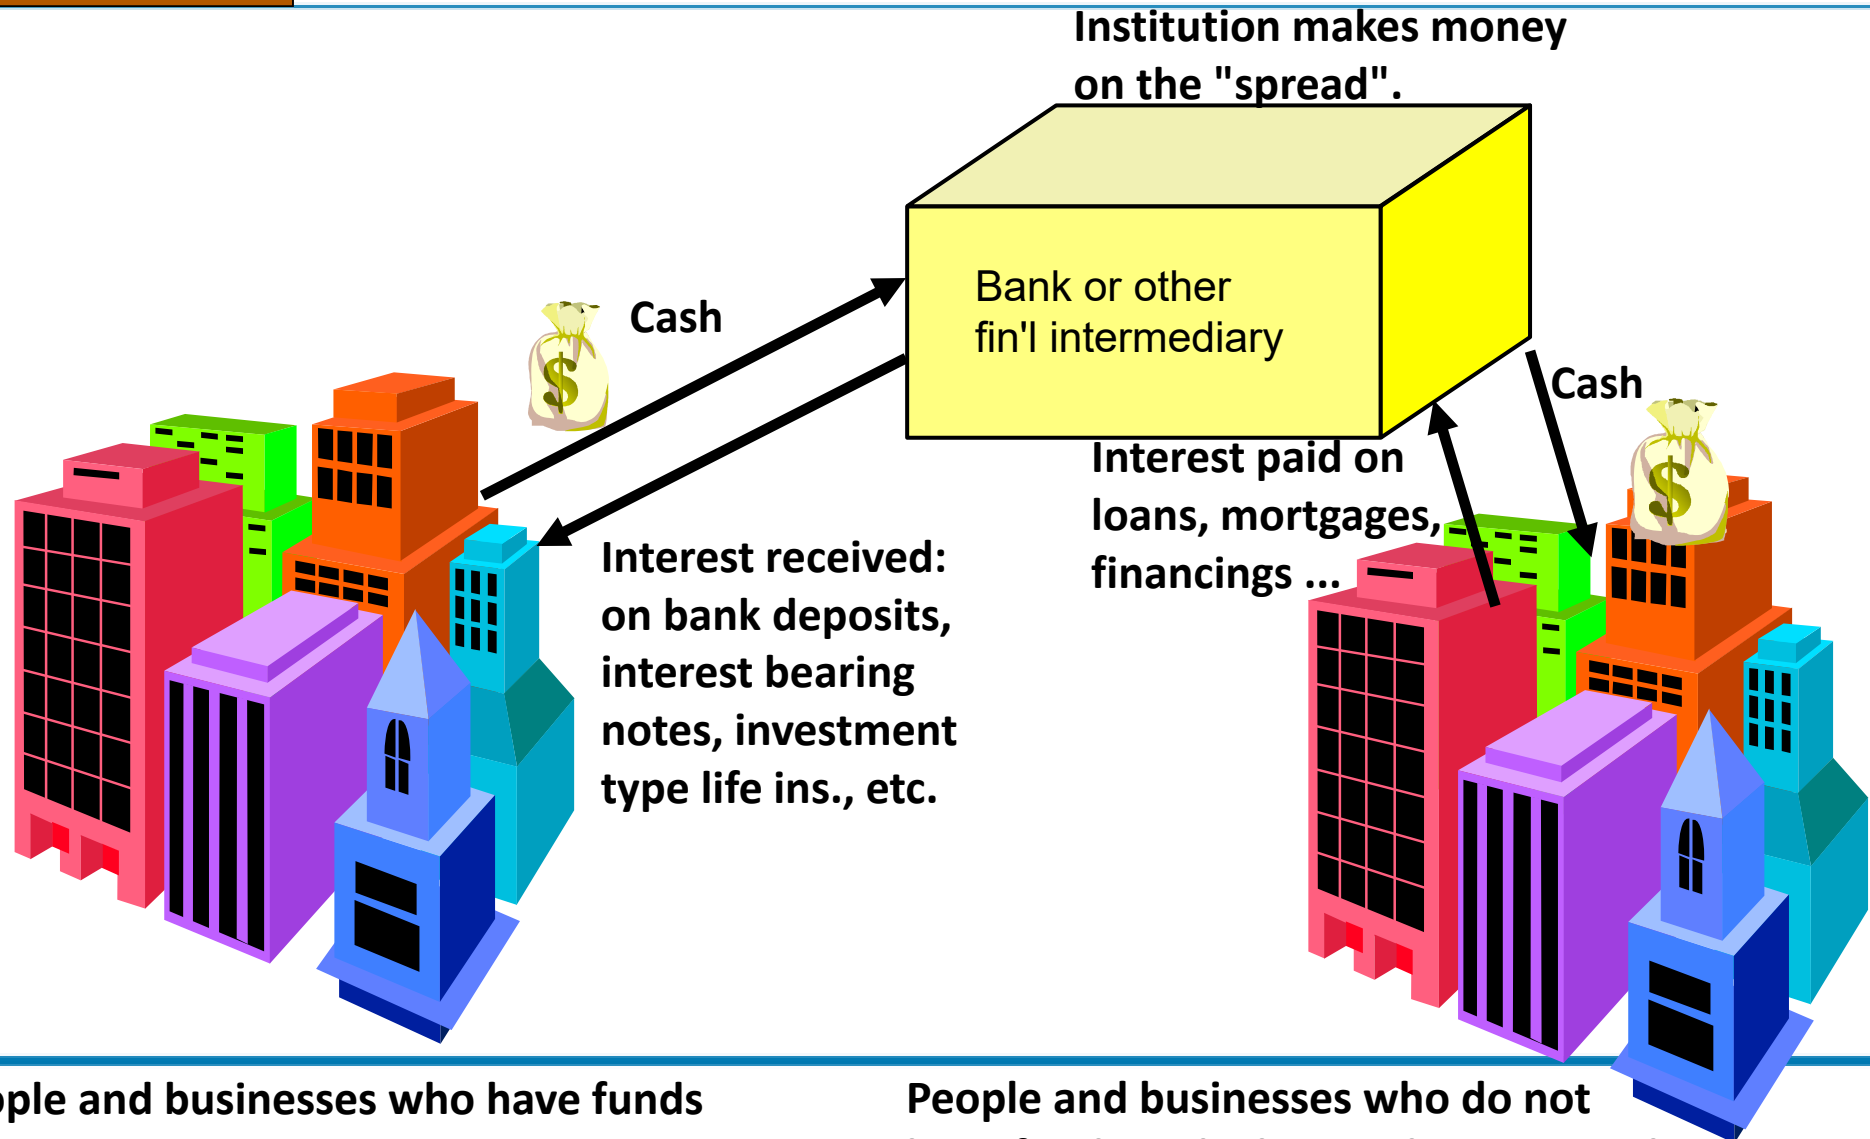 Institution makes money
on the "spread".
Bank or other
fin'l intermediary
Cash
$
Cash
$
Interest paid on
loans, mortgages,
financings ...
Interest received:
on bank deposits,
interest bearing
notes, investment
type life ins., etc.
and businesses who have funds
People and businesses who do not